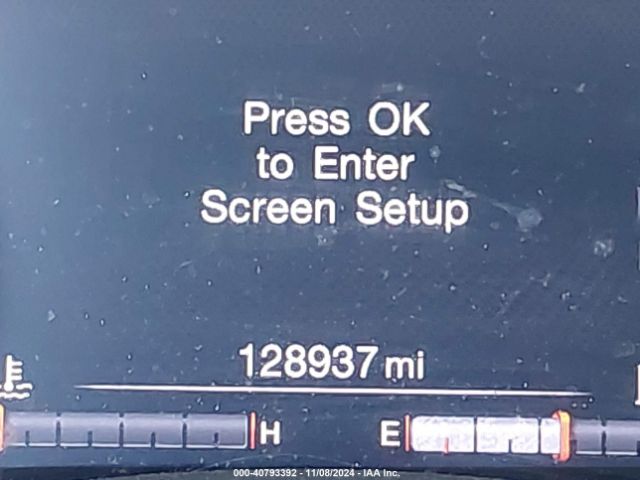 Press OK
to Enter
Screen Setup
128937 mi
H E
000-40793392 - 11/08/2024 - IAA Inc.